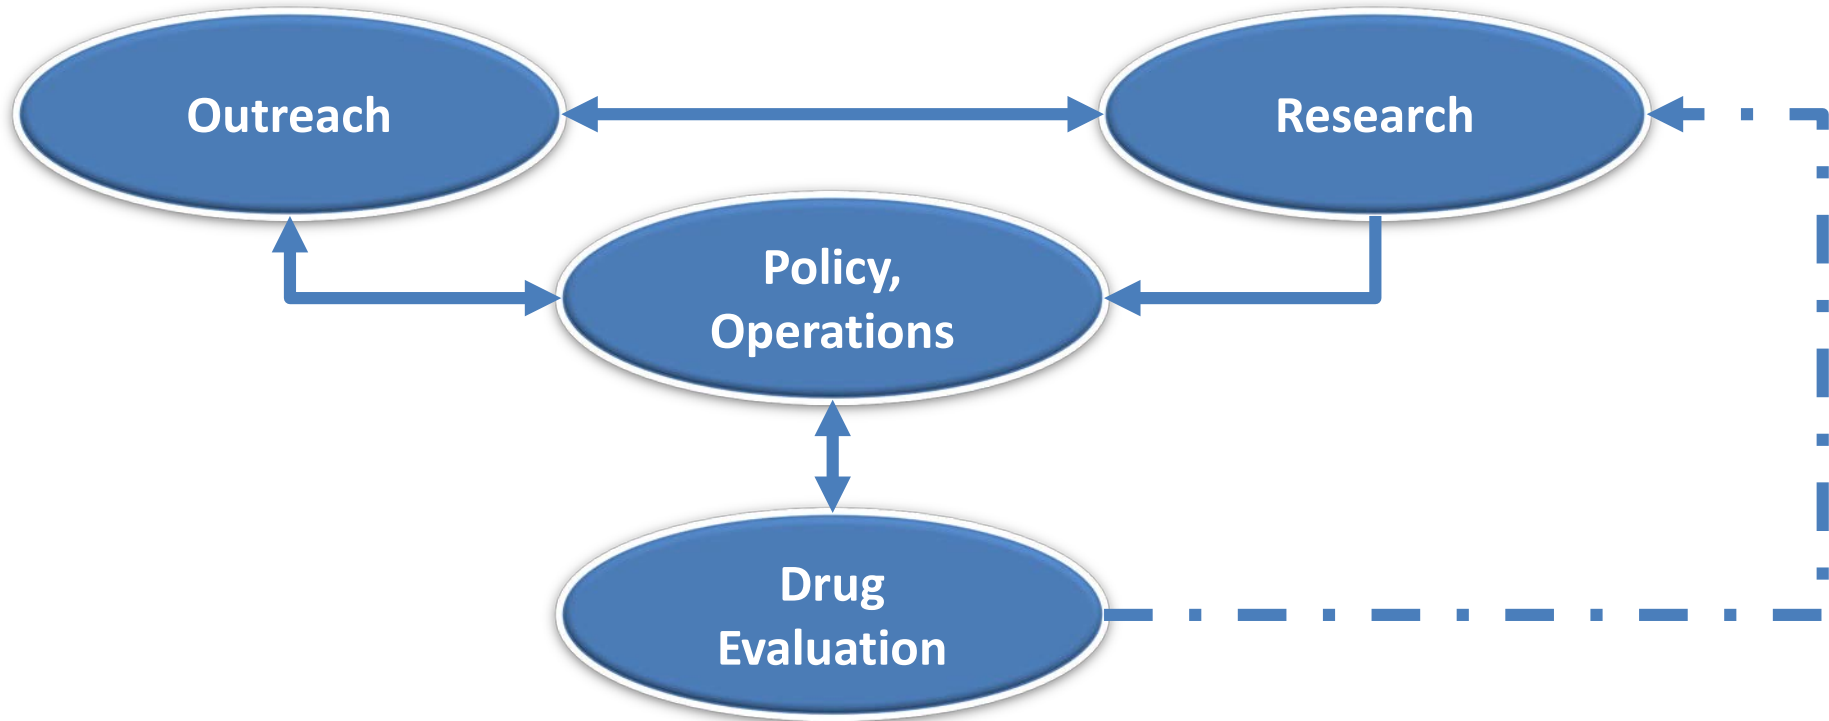 Outreach
Research
Policy,
Operations
Drug
Evaluation